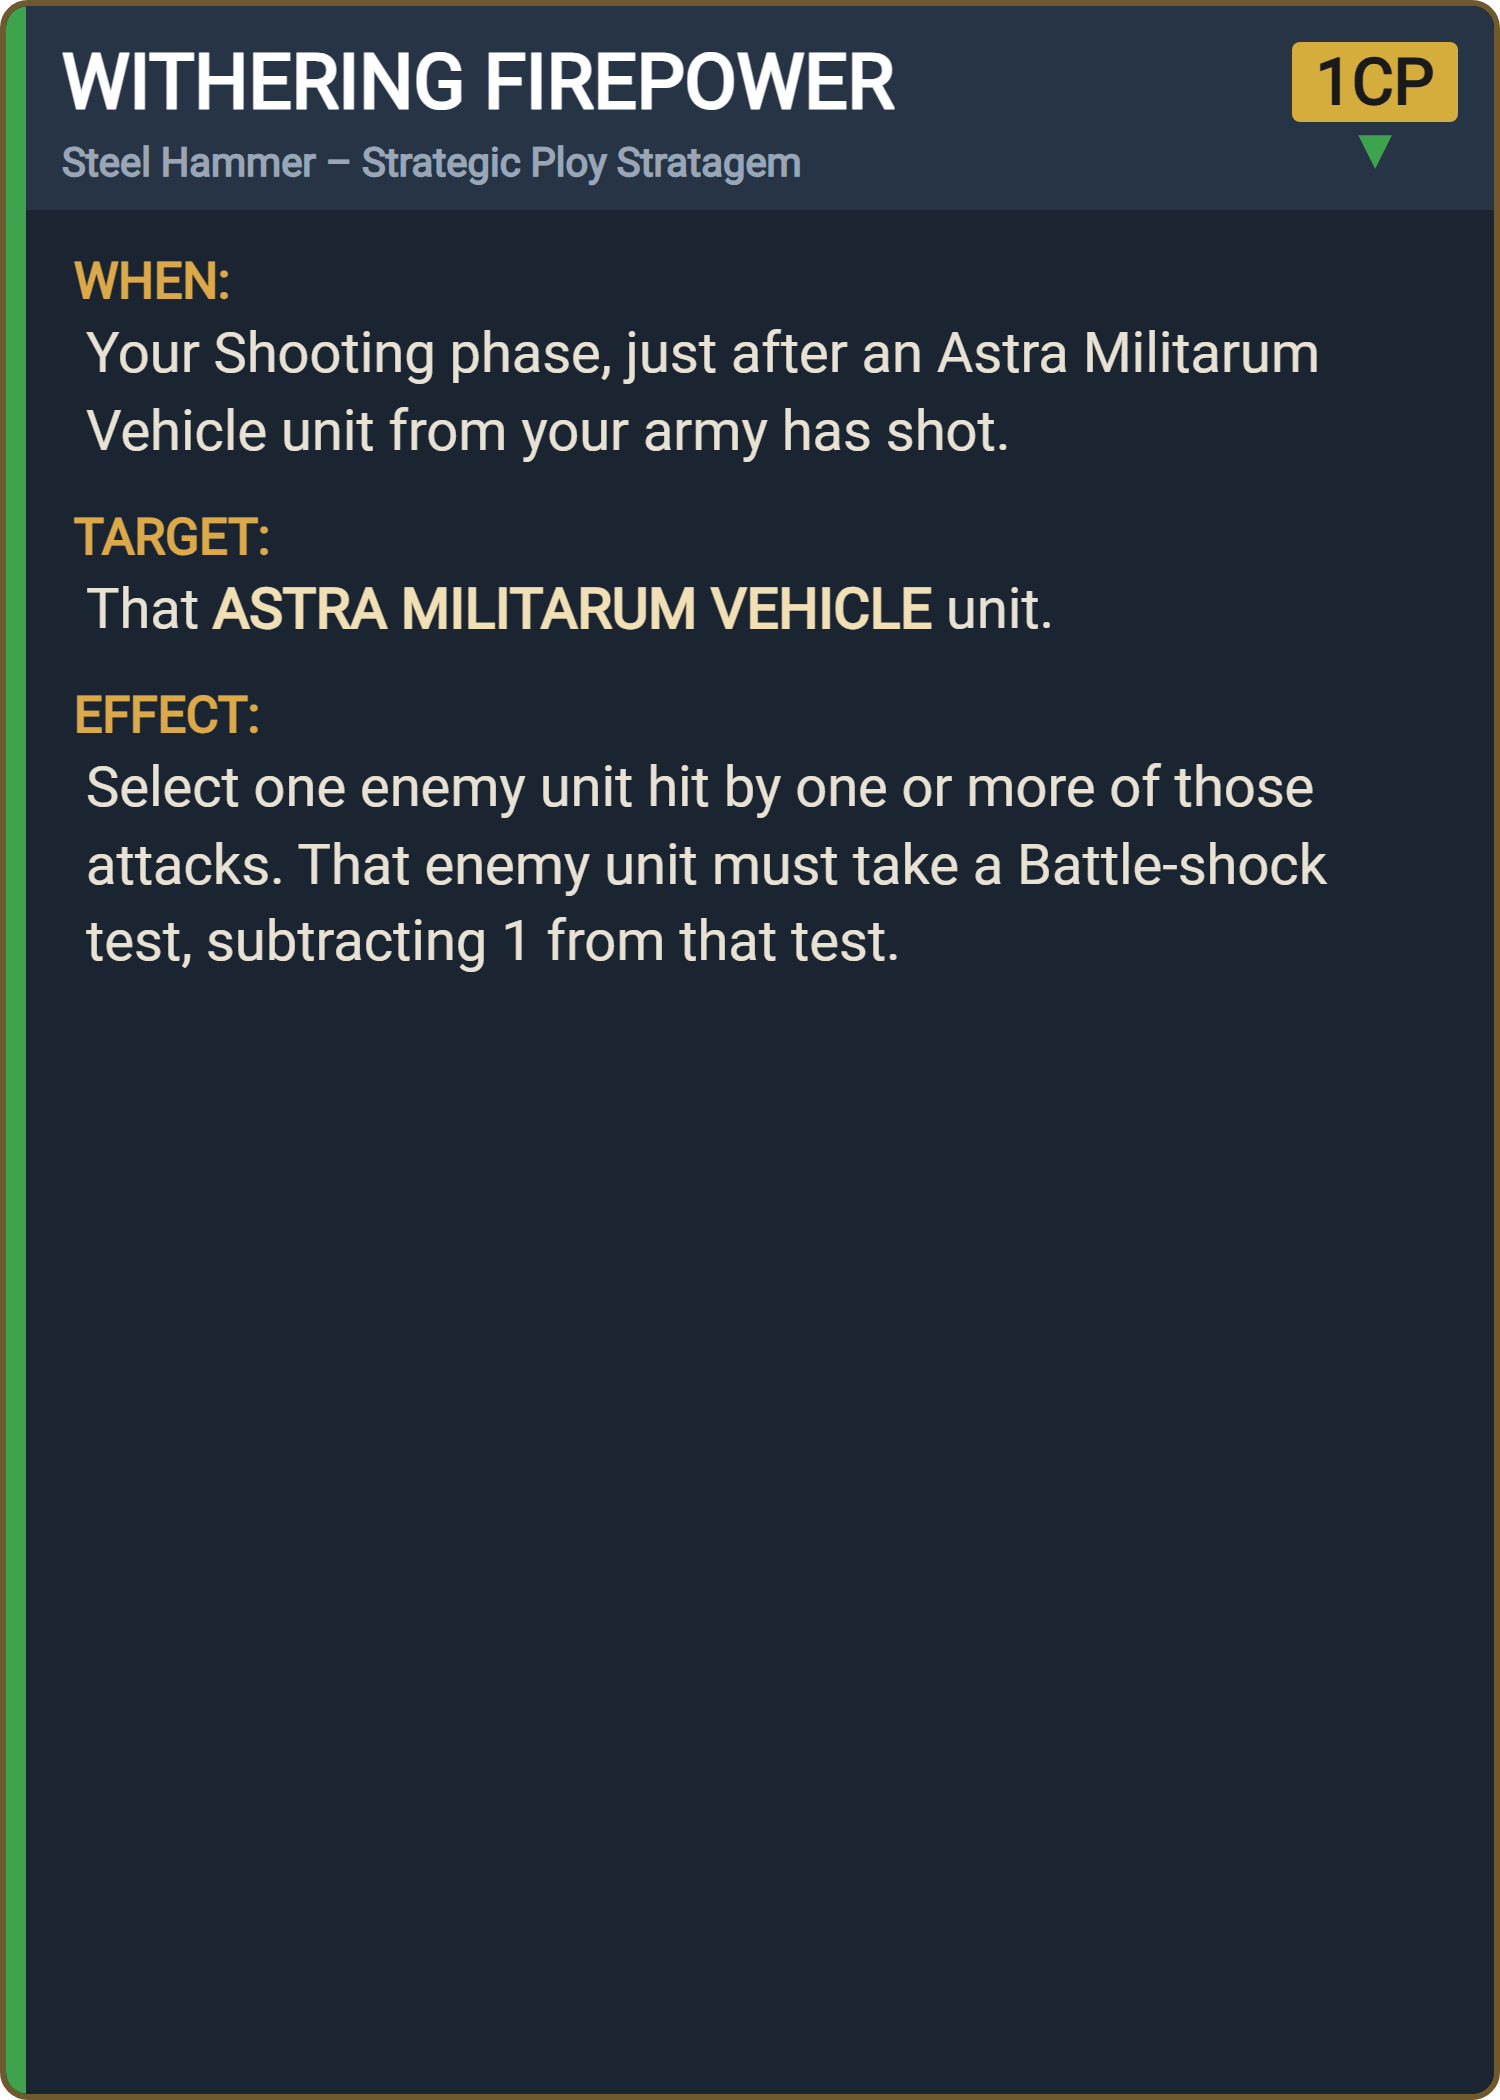 WITHERING FIREPOWER
1CP
Steel Hammer – Strategic Ploy Stratagem
WHEN:
Your Shooting phase, just after an Astra Militarum
Vehicle unit from your army has shot.
TARGET:
That ASTRA MILITARUM VEHICLE unit.
EFFECT:
Select one enemy unit hit by one or more of those
attacks. That enemy unit must take a Battle-shock
test, subtracting 1 from that test.